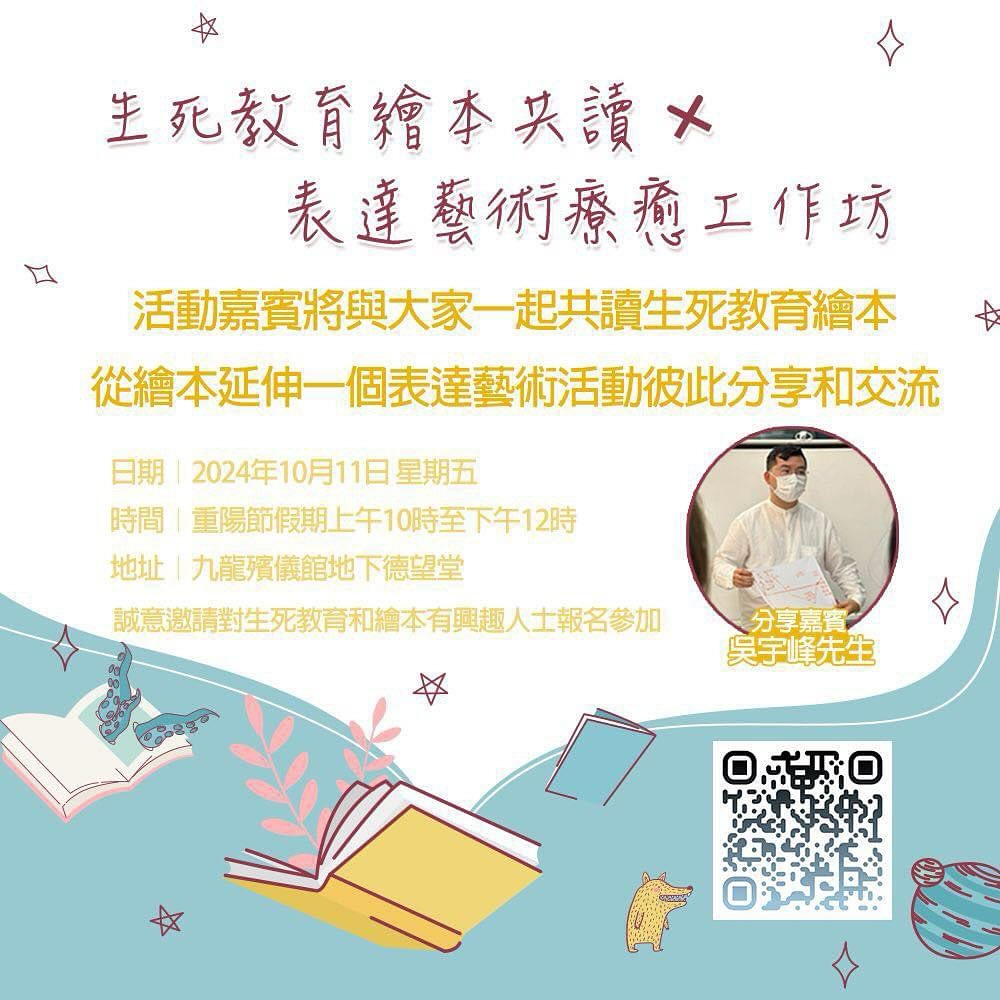 生死教育繪本共讀 ×
表達藝術療癒工作坊
活動嘉賓將與大家一起共讀生死教育繪本
從繪本延伸一個表達藝術活動彼此分享和交流
日期｜2024年10月11日 星期五
時間｜重陽節假期上午10時至下午12時
地址｜九龍殯儀館地下德望堂
誠意邀請對生死教育和繪本有興趣人士報名參加
分享嘉賓
吳宇峰先生